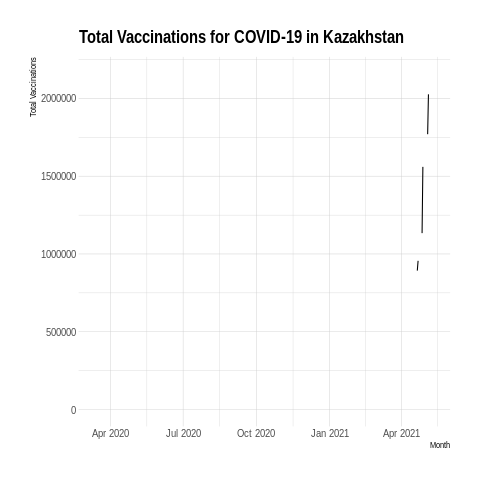 Total Vaccinations for COVID-19 in Kazakhstan
Total Vaccinations
2000000
1500000
1000000
500000
0
Apr 2020 Jul 2020 Oct 2020 Jan 2021 Apr 2021
Month